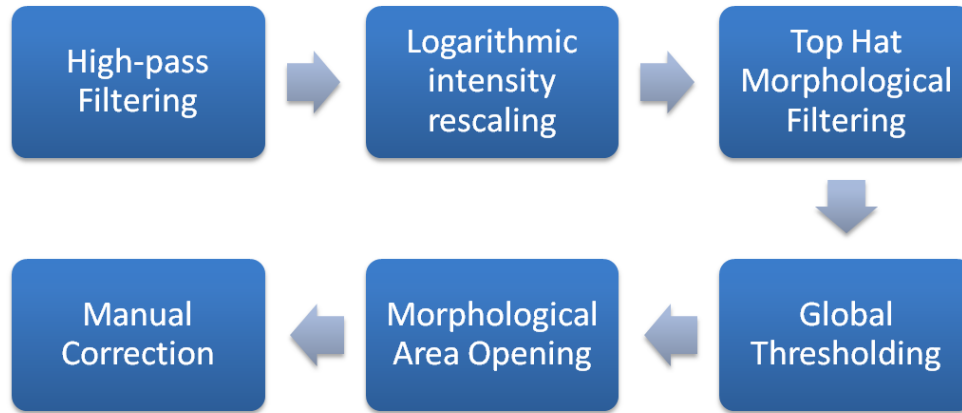 High-pass
Filtering
Logarithmic
intensity
rescaling
Top Hat
Morphological
Filtering
Manual
Correction
Morphological
Area Opening
Global
Thresholding